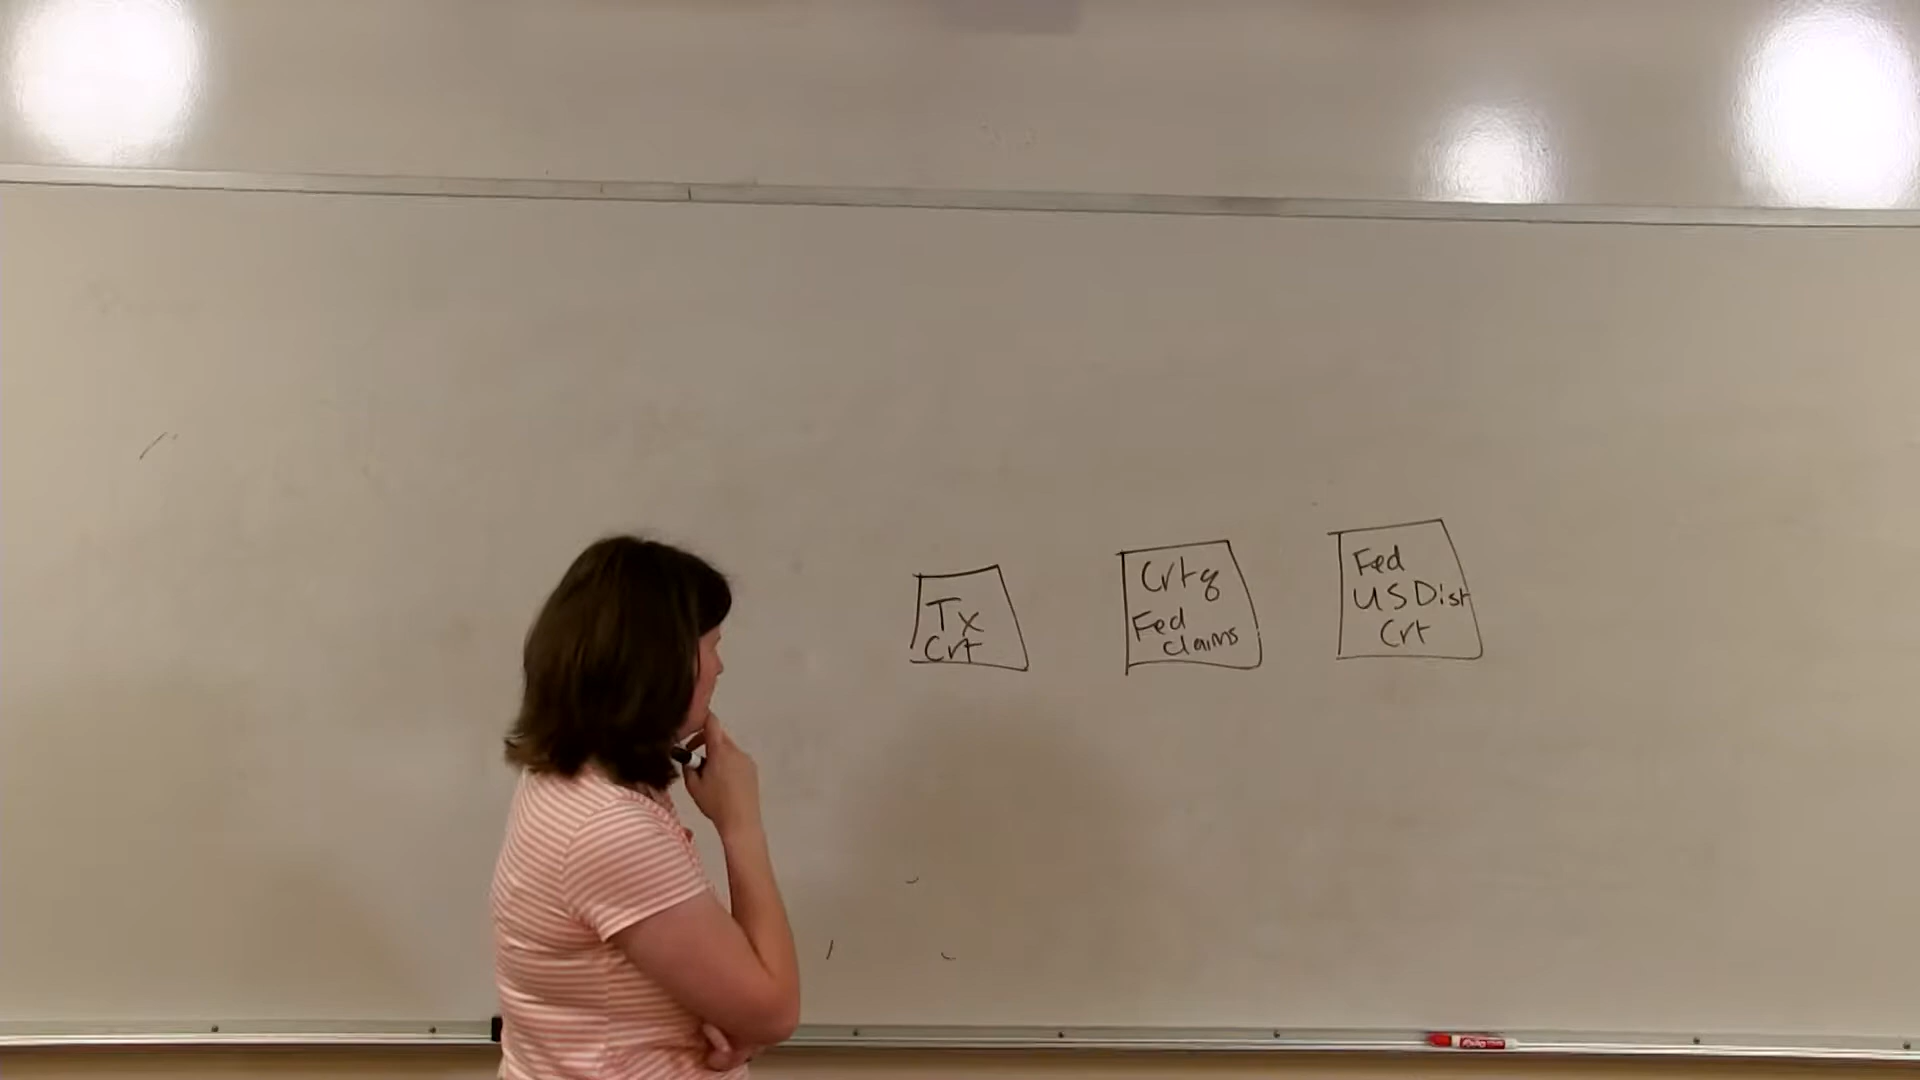 Tx
Crt
Crt of
Fed
claims
Fed
US Dist
Crt